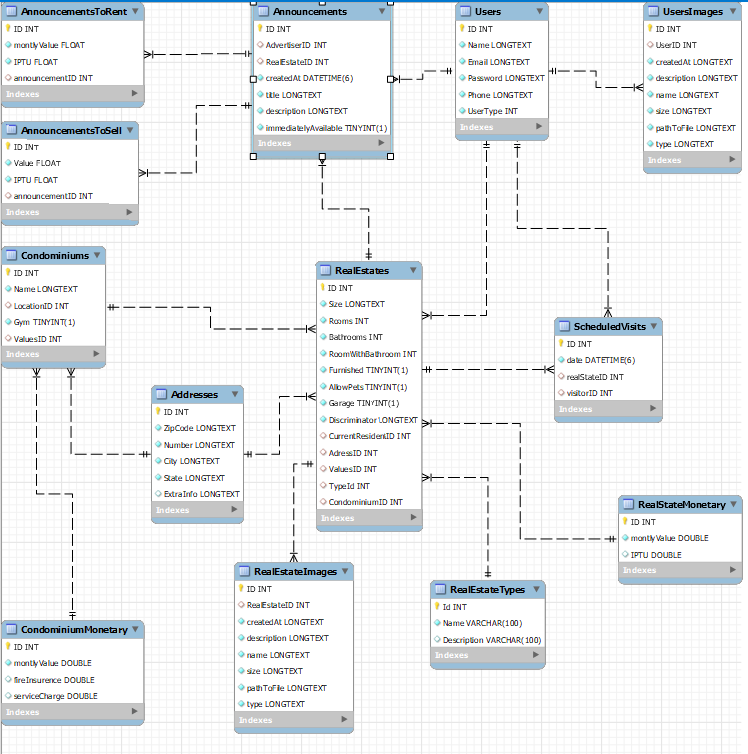 AnnouncementsToRent
ID INT
montlyValue FLOAT
IPTU FLOAT
announcementID INT
Indexes
Announcements
ID INT
AdvertiserID INT
RealEstateID INT
createdAt DATETIME(6)
title LONGTEXT
description LONGTEXT
immediatelyAvailable TINYINT(1)
Indexes
Users
ID INT
Name LONGTEXT
Email LONGTEXT
Password LONGTEXT
Phone LONGTEXT
UserType INT
Indexes
UsersImages
ID INT
UserID INT
createdAt LONGTEXT
description LONGTEXT
name LONGTEXT
size LONGTEXT
pathToFile LONGTEXT
type LONGTEXT
Indexes
AnnouncementsToSell
ID INT
Value FLOAT
IPTU FLOAT
announcementID INT
Indexes
Condominiums
ID INT
Name LONGTEXT
LocationID INT
Gym TINYINT(1)
ValuesID INT
Indexes
RealEstates
ID INT
Size LONGTEXT
Rooms INT
Bathrooms INT
RoomWithBathroom INT
Furnished TINYINT(1)
AllowPets TINYINT(1)
Garage TINYINT(1)
Discriminator LONGTEXT
CurrentResidentID INT
AdressID INT
ValuesID INT
TypeId INT
CondominiumID INT
Indexes
ScheduledVisits
ID INT
date DATETIME(6)
realStateID INT
visitorID INT
Indexes
Addresses
ID INT
ZipCode LONGTEXT
Number LONGTEXT
City LONGTEXT
State LONGTEXT
ExtraInfo LONGTEXT
Indexes
RealStateMonetary
ID INT
montlyValue DOUBLE
IPTU DOUBLE
Indexes
RealEstateImages
ID INT
RealEstateID INT
createdAt LONGTEXT
description LONGTEXT
name LONGTEXT
size LONGTEXT
pathToFile LONGTEXT
type LONGTEXT
Indexes
RealEstateTypes
Id INT
Name VARCHAR(100)
Description VARCHAR(100)
Indexes
CondominiumMonetary
ID INT
montlyValue DOUBLE
fireInsurence DOUBLE
serviceCharge DOUBLE
Indexes